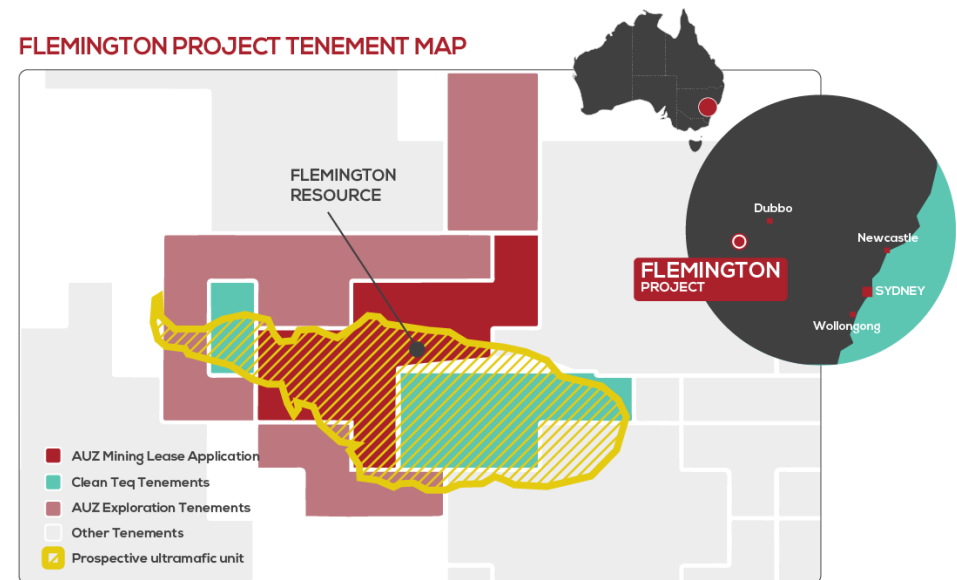 FLEMINGTON PROJECT TENEMENT MAP
FLEMINGTON
RESOURCE
Dubbo
Newcastle
FLEMINGTON
PROJECT
SYDNEY
Wollongong
AUZ Mining Lease Application
Clean Teq Tenements
AUZ Exploration Tenements
Other Tenements
Prospective ultramafic unit